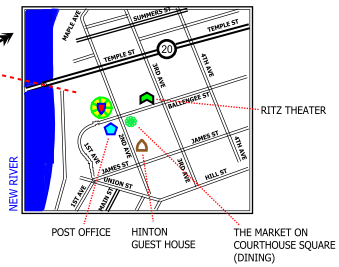 MAPLE AVE
SUMMERS ST
TEMPLE ST
20
TEMPLE ST
3RD AVE
4TH AVE
BALLENGEE ST
RITZ THEATER
1ST AVE
2ND AVE
JAMES ST
4TH AVE
JAMES ST
3RD AVE
HILL ST
UNION ST
1ST AVE
MAIN ST
NEW RIVER
POST OFFICE
HINTON
GUEST HOUSE
THE MARKET ON
COURTHOUSE SQUARE
(DINING)